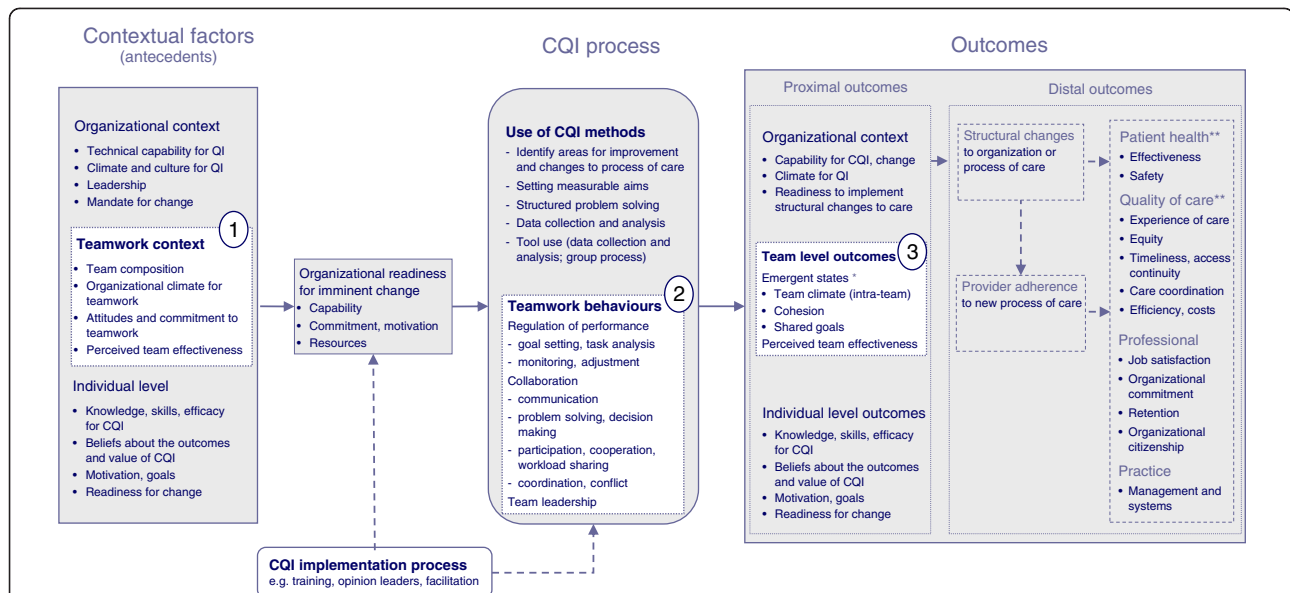 Contextual factors
(antecedents)
Organizational context
• Technical capability for QI
• Climate and culture for QI
• Leadership
• Mandate for change
1
Teamwork context
• Team composition
• Organizational climate for
teamwork
• Attitudes and commitment to
teamwork
• Perceived team effectiveness
Individual level
• Knowledge, skills, efficacy
for CQI
• Beliefs about the outcomes
and value of CQI
• Motivation, goals
• Readiness for change
Organizational readiness
for imminent change
• Capability
• Commitment, motivation
• Resources
CQI implementation process
e.g. training, opinion leaders, facilitation
CQI process
Use of CQI methods
- Identify areas for improvement
and changes to process of care
- Setting measurable aims
- Structured problem solving
- Data collection and analysis
- Tool use (data collection and
analysis; group process)
2
Teamwork behaviours
Regulation of performance
- goal setting, task analysis
- monitoring, adjustment
Collaboration
- communication
- problem solving, decision
making
- participation, cooperation,
workload sharing
- coordination, conflict
Team leadership
Outcomes
Proximal outcomes
Organizational context
• Capability for CQI, change
• Climate for QI
• Readiness to implement
structural changes to care
3
Team level outcomes
Emergent states *
• Team climate (intra-team)
• Cohesion
• Shared goals
Perceived team effectiveness
Individual level outcomes
• Knowledge, skills, efficacy
for CQI
• Beliefs about the outcomes
and value of CQI
• Motivation, goals
• Readiness for change
Distal outcomes
Structural changes
to organization or
process of care
Provider adherence
to new process of care
Patient health**
• Effectiveness
• Safety
Quality of care**
• Experience of care
• Equity
• Timeliness, access
continuity
• Care coordination
• Efficiency, costs
Professional
• Job satisfaction
• Organizational
commitment
• Retention
• Organizational
citizenship
Practice
• Management and
systems